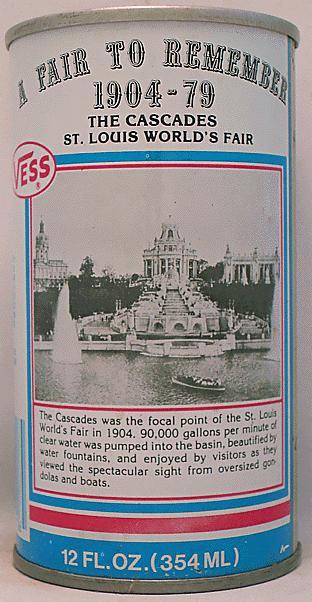 A FAIR TO REMEMBER
1904-79
THE CASCADES
ST. LOUIS WORLD'S FAIR
VESS®
The Cascades was the focal point of the St. Louis
World's Fair in 1904. 90,000 gallons per minute of
clear water was pumped into the basin, beautified by
water fountains, and enjoyed by visitors as they
viewed the spectacular sight from oversized gon-
dolas and boats.
12 FL.OZ.(354 ML)